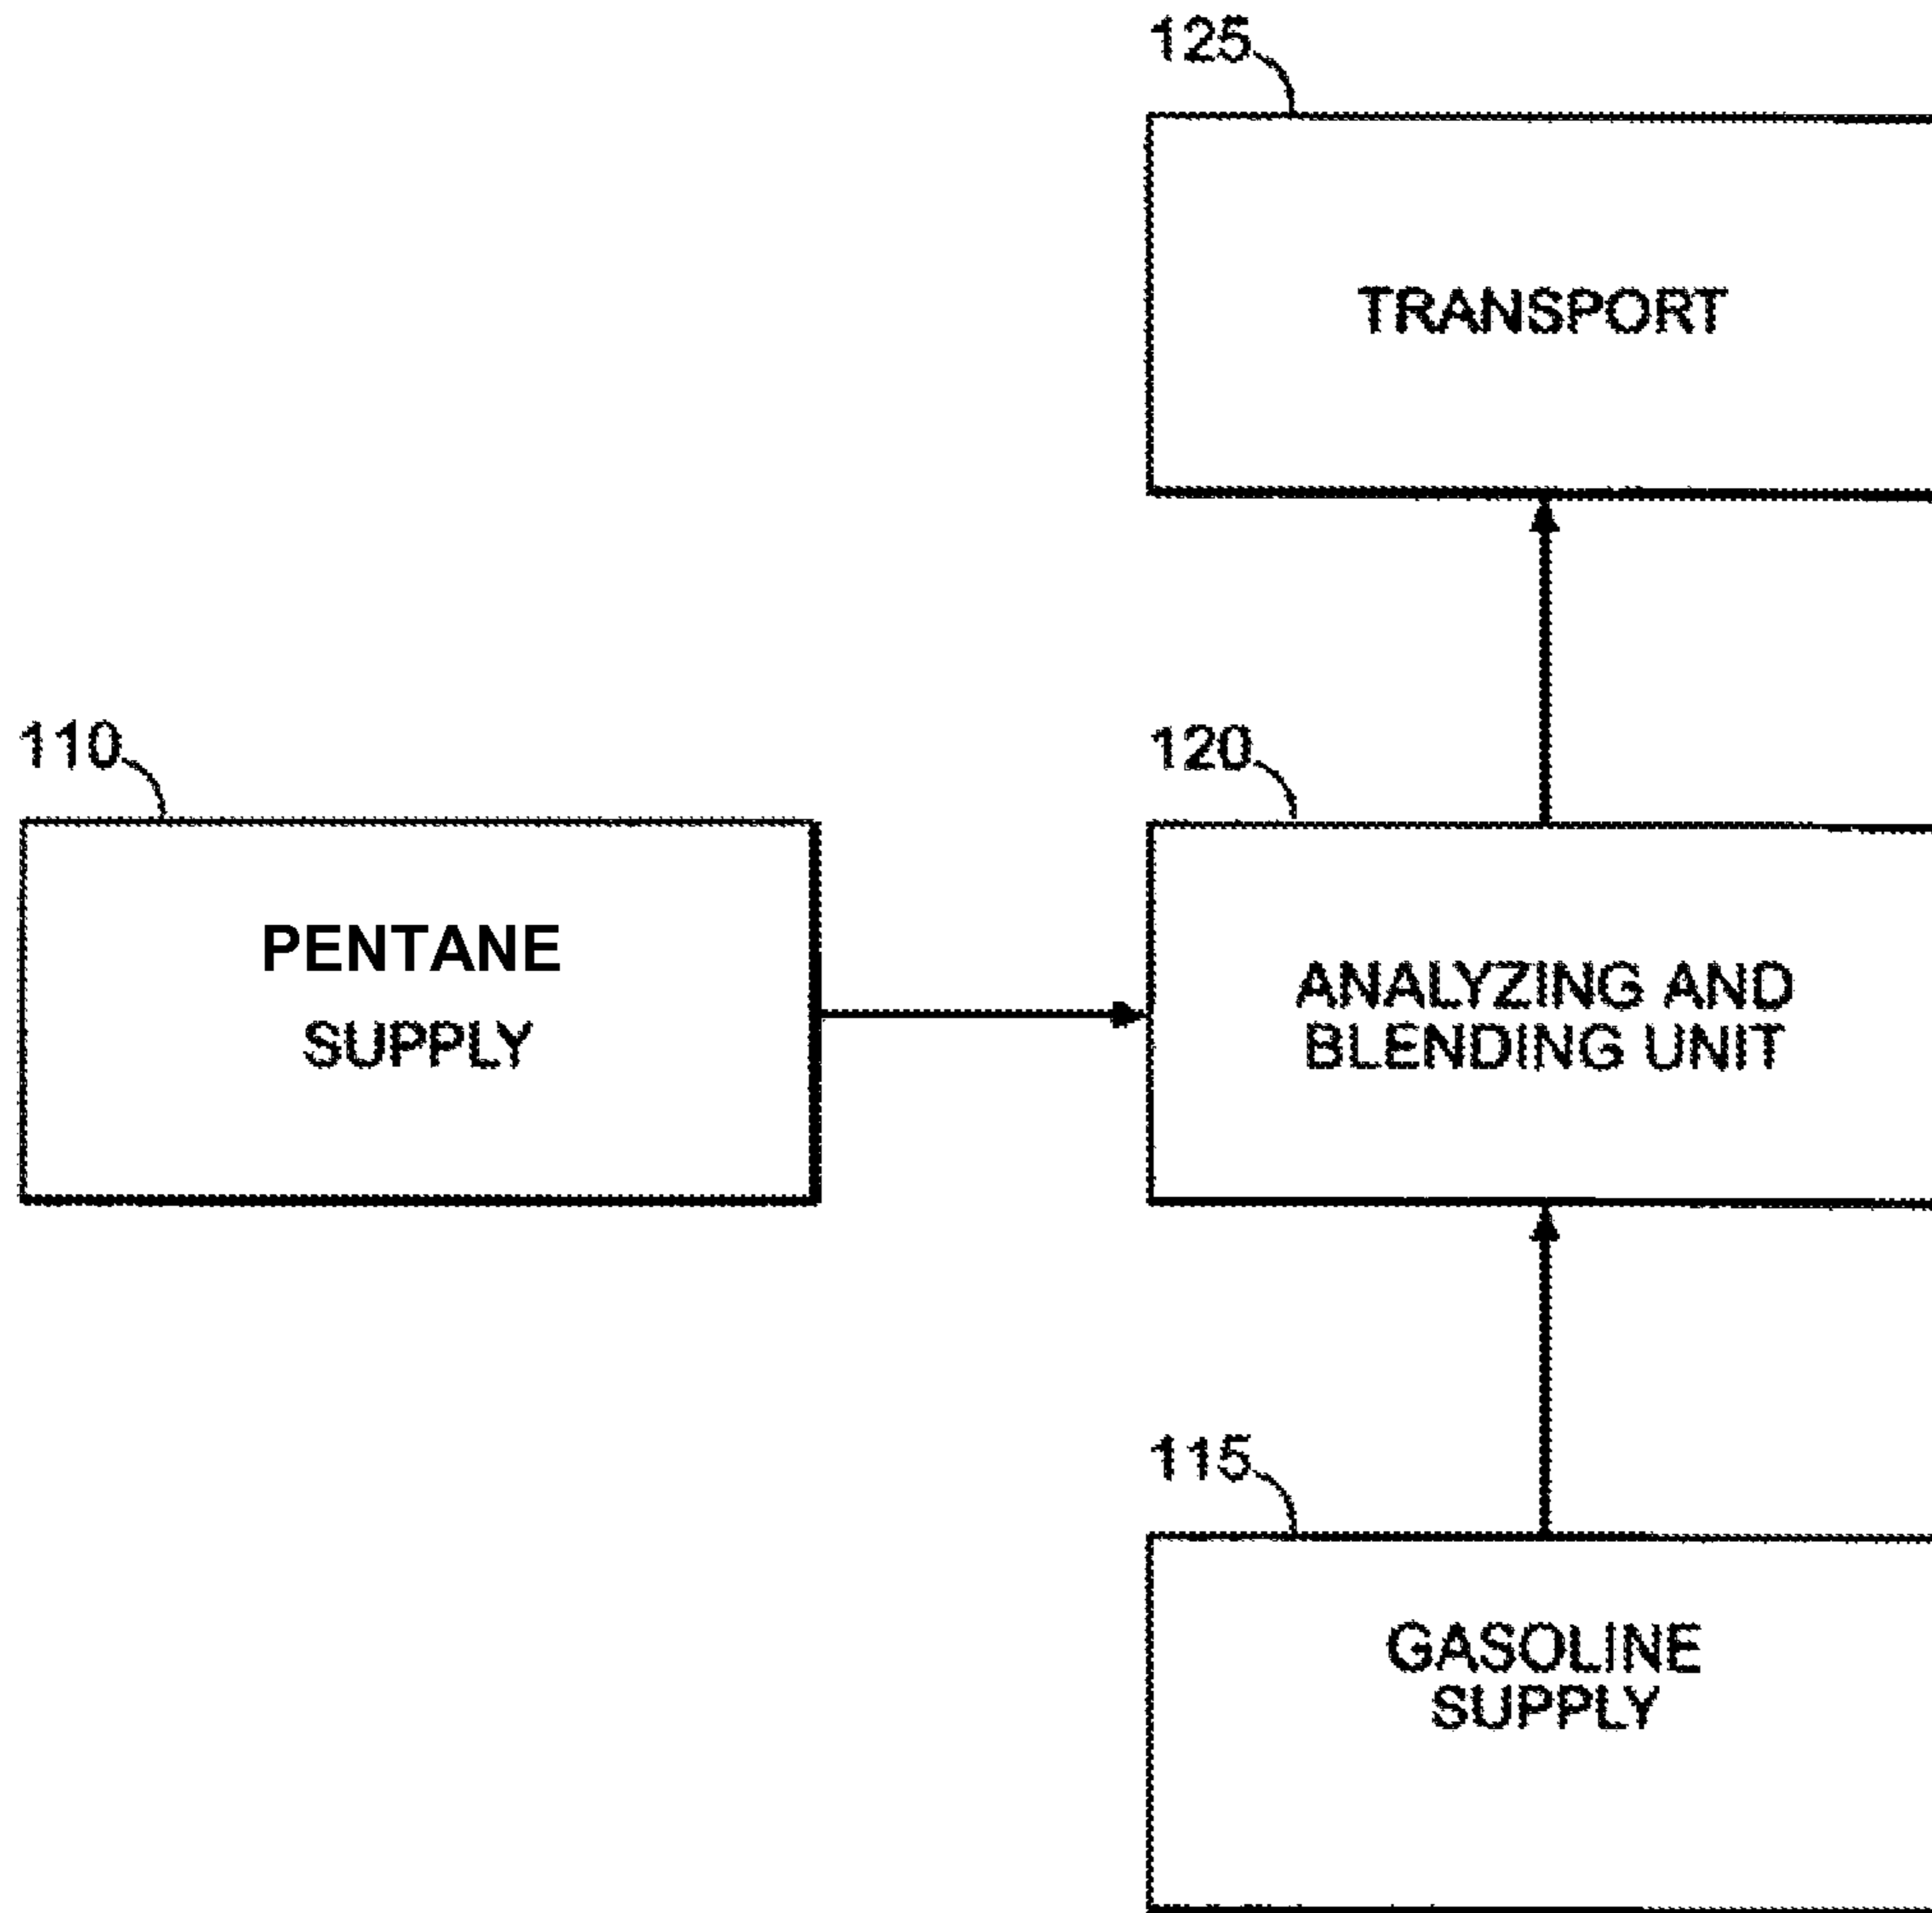 125
TRANSPORT
110
120
PENTANE
SUPPLY
ANALYZING AND
BLENDING UNIT
115
GASOLINE
SUPPLY